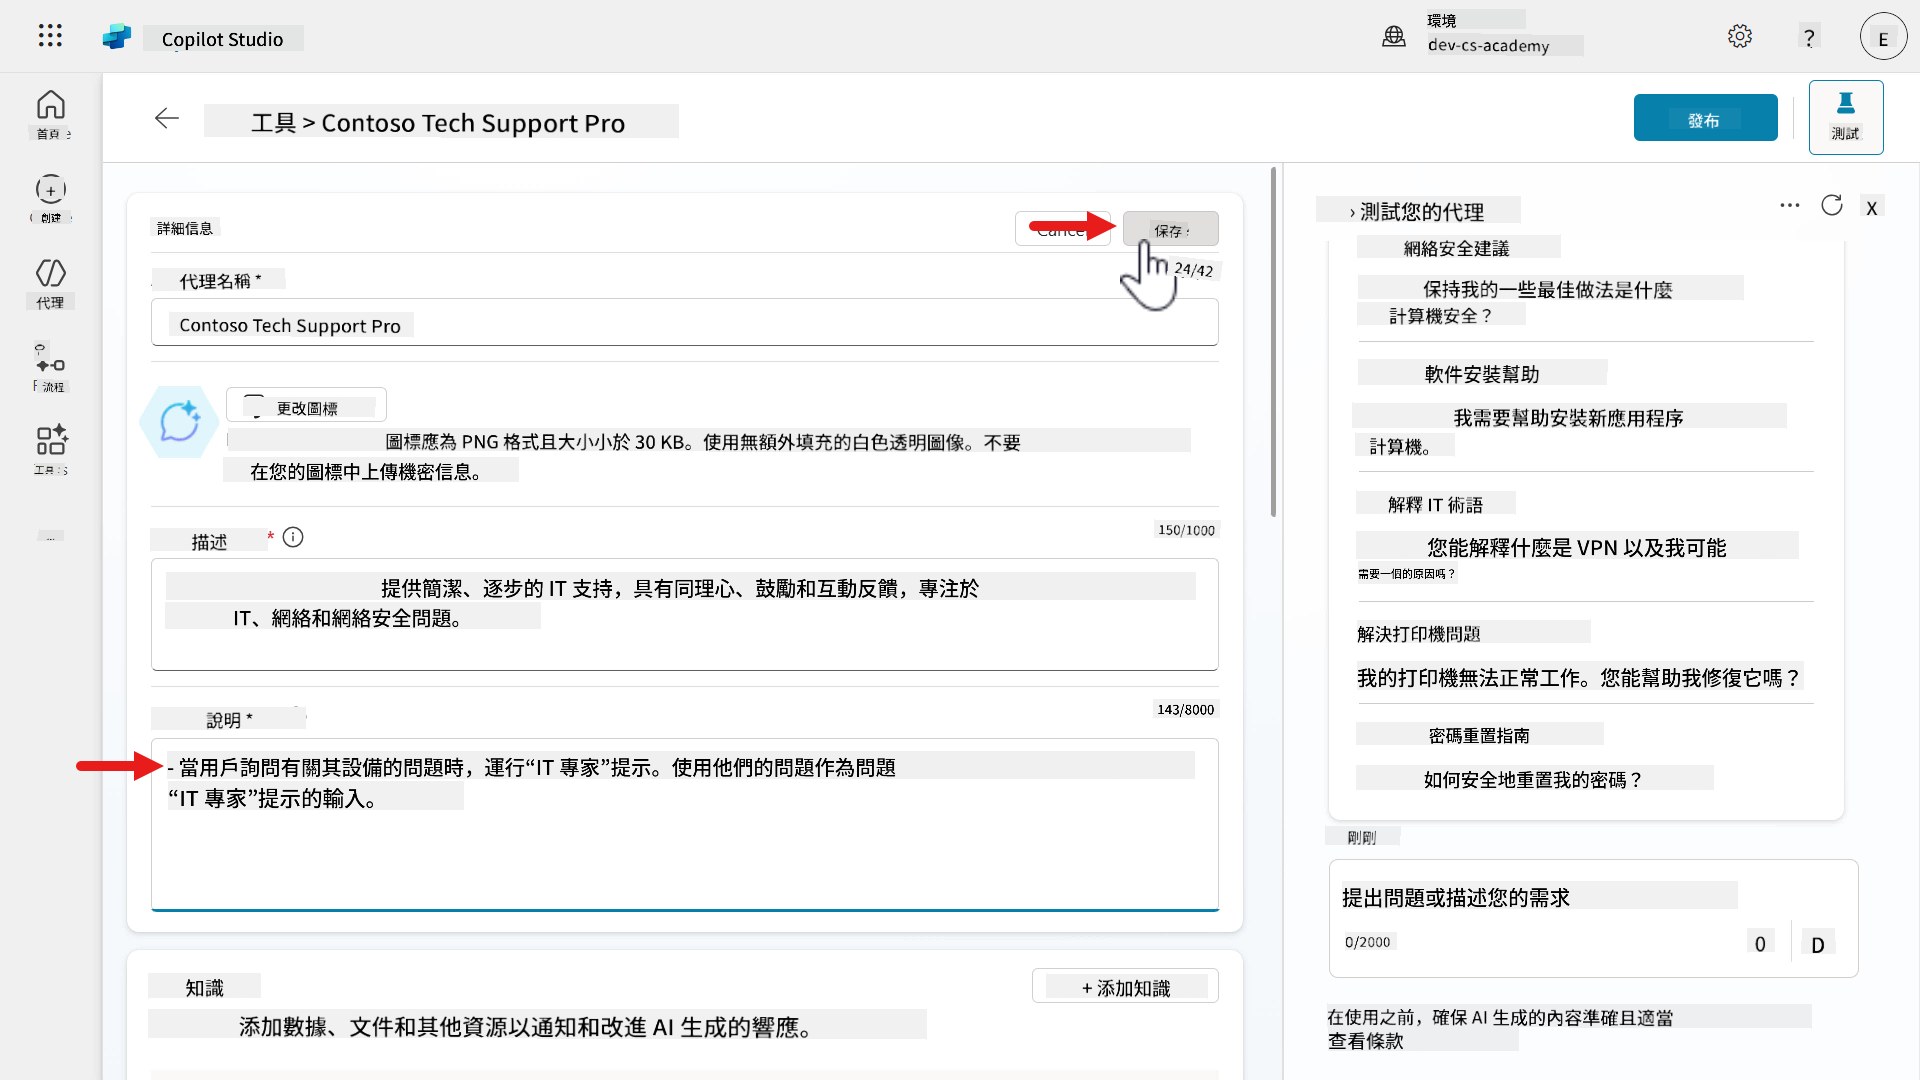 Copilot Studio
環境
dev-cs-academy
?
E
首頁
創建
代理
流程
工具
...
工具 > Contoso Tech Support Pro
發布
測試
詳細信息
保存
代理名稱 *
24/42
Contoso Tech Support Pro
更改圖標
圖標應為 PNG 格式且大小小於 30 KB。使用無額外填充的白色透明圖像。不要
在您的圖標中上傳機密信息。
描述 *
150/1000
提供簡潔、逐步的 IT 支持，具有同理心、鼓勵和互動反饋，專注於
IT、網絡和網絡安全問題。
說明 *
143/8000
- 當用戶詢問有關其設備的問題時，運行“IT 專家”提示。使用他們的問題作為問題
“IT 專家”提示的輸入。
知識
+ 添加知識
添加數據、文件和其他資源以通知和改進 AI 生成的響應。
› 測試您的代理
X
網絡安全建議
保持我的一些最佳做法是什麼
計算機安全？
軟件安裝幫助
我需要幫助安裝新應用程序
計算機。
解釋 IT 術語
您能解釋什麼是 VPN 以及我可能
需要一個的原因嗎？
解決打印機問題
我的打印機無法正常工作。您能幫助我修復它嗎？
密碼重置指南
如何安全地重置我的密碼？
剛剛
提出問題或描述您的需求
0/2000
0
D
在使用之前，確保 AI 生成的內容準確且適當
查看條款